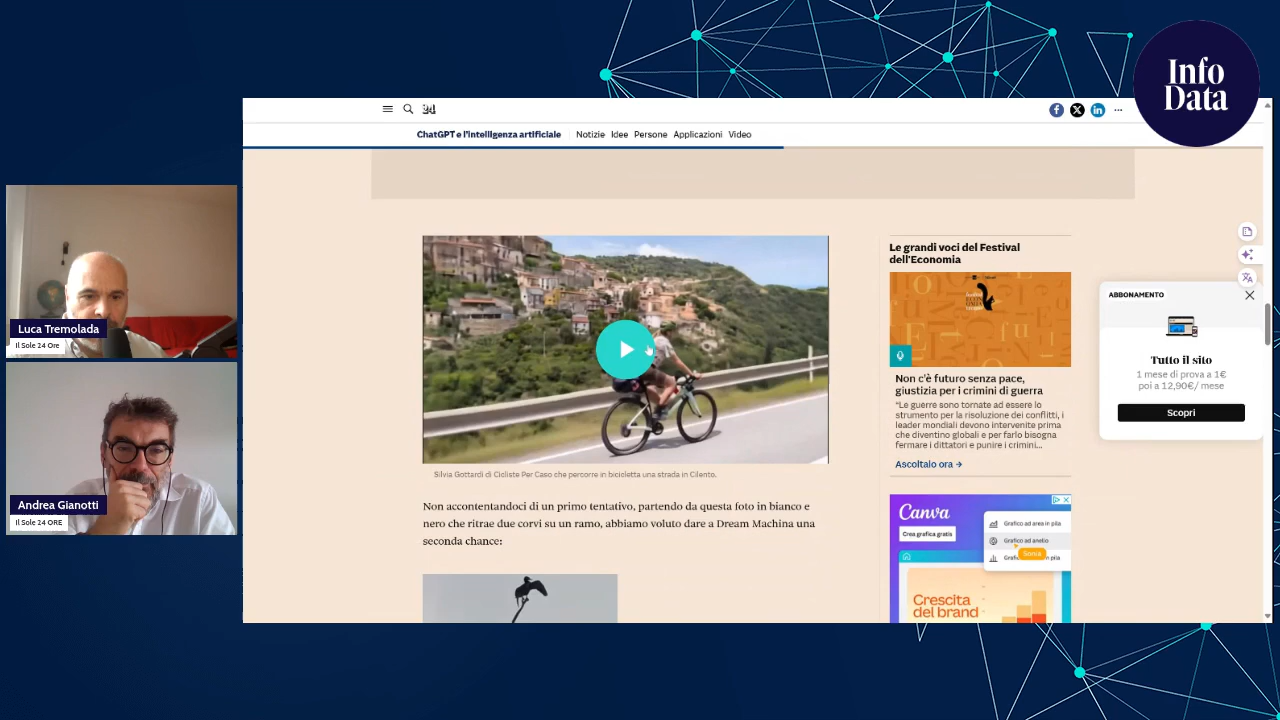 Info
Data
24
ChatGPT e l'intelligenza artificiale
Notizie Idee Persone Applicazioni Video
Luca Tremolada
Il Sole 24 Ore
Andrea Gianotti
Il Sole 24 ORE
Silvia Gottardi di Cicliste Per Caso che percorre in bicicletta una strada in Cilento.
Non accontentandoci di un primo tentativo, partendo da questa foto in bianco e
nero che ritrae due corvi su un ramo, abbiamo voluto dare a Dream Machina una
seconda chance:
Le grandi voci del Festival
dell'Economia
Non c'è futuro senza pace,
giustizia per i crimini di guerra
"Le guerre sono tornate ad essere lo
strumento per la risoluzione dei conflitti, i
leader mondiali devono intervenite prima
che diventino globali e per farlo bisogna
fermare i dittatori e punire i crimini...
Ascoltalo ora →
Canva
Crea grafica gratis
Grafico ad area in pila
Grafico ad anello
Sonia
in pila
Crescita
del brand
ABBONAMENTO
Tutto il sito
1 mese di prova a 1€
poi a 12,90€/ mese
Scopri